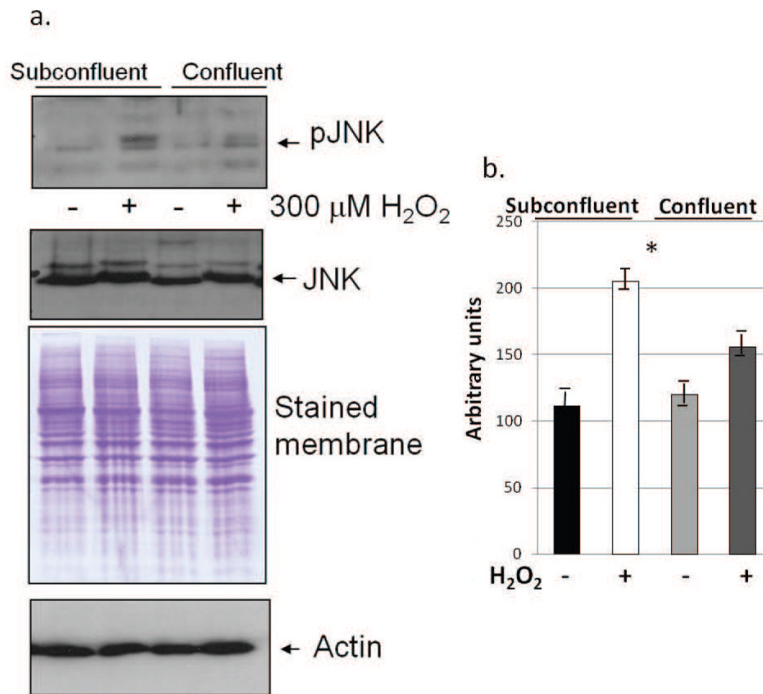 a.
Subconfluent Confluent
pJNK
- + - + 300 µM H₂O₂
JNK
Stained
membrane
Actin
b.
Subconfluent Confluent
250
200
150
100
50
0
Arbitrary units
*
H₂O₂ - + - +